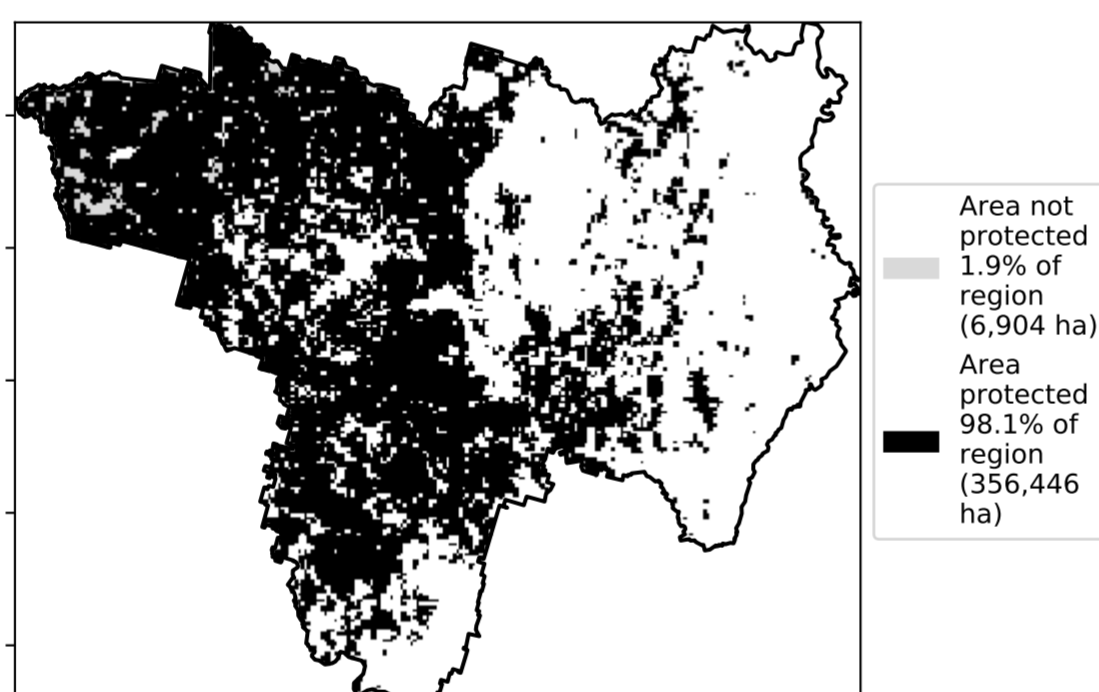 Area not
protected
1.9% of
region
(6,904 ha)
Area
protected
98.1% of
region
(356,446
ha)